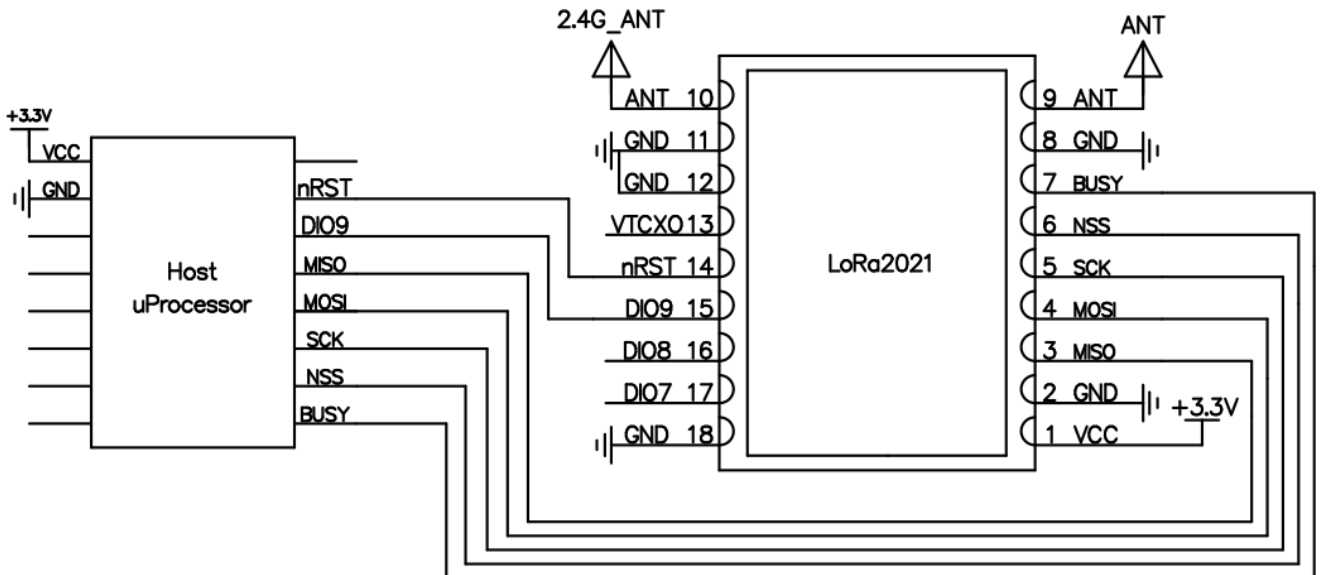 2.4G_ANT
ANT
+3.3V
VCC
GND
nRST
DIO9
MISO
MOSI
SCK
NSS
BUSY
Host
uProcessor
ANT 10
GND 11
GND 12
VTCXO 13
nRST 14
DIO9 15
DIO8 16
DIO7 17
GND 18
LoRa2021
9 ANT
8 GND
7 BUSY
6 NSS
5 SCK
4 MOSI
3 MISO
2 GND
+3.3V
1 VCC